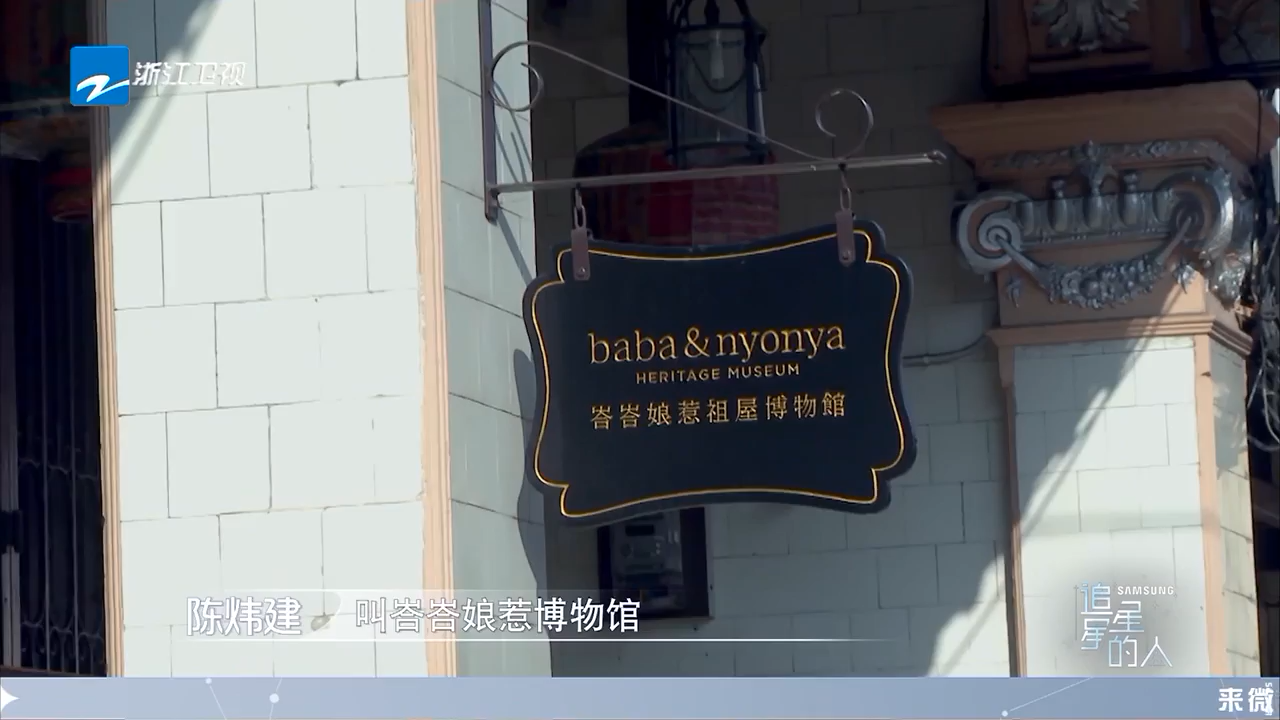 浙江卫视
baba & nyonya
HERITAGE MUSEUM
峇峇娘惹祖屋博物館
陈炜建 叫峇峇娘惹博物馆
SAMSUNG
追星星的人
来微